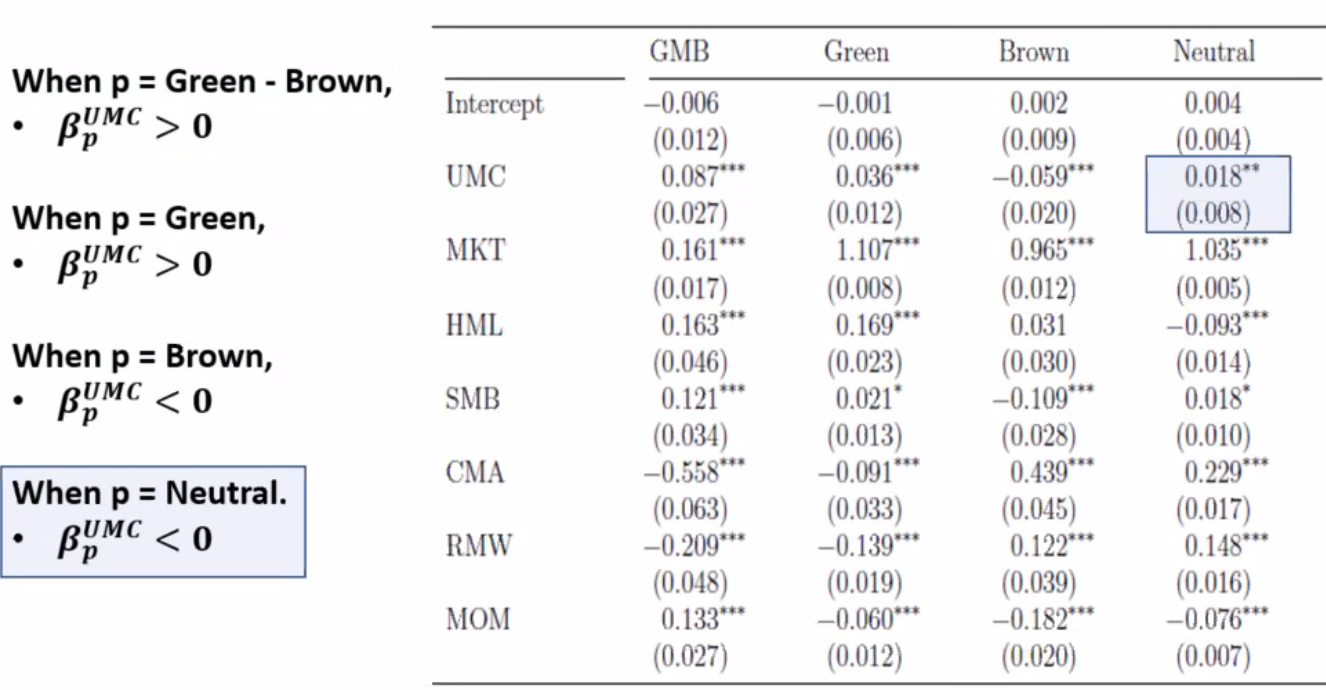 When p = Green - Brown,
• β_p^UMC > 0
When p = Green,
• β_p^UMC > 0
When p = Brown,
• β_p^UMC < 0
When p = Neutral.
• β_p^UMC < 0
GMB Green Brown Neutral
Intercept −0.006 −0.001 0.002 0.004
(0.012) (0.006) (0.009) (0.004)
UMC 0.087*** 0.036*** −0.059*** 0.018**
(0.027) (0.012) (0.020) (0.008)
MKT 0.161*** 1.107*** 0.965*** 1.035***
(0.017) (0.008) (0.012) (0.005)
HML 0.163*** 0.169*** 0.031 −0.093***
(0.046) (0.023) (0.030) (0.014)
SMB 0.121*** 0.021* −0.109*** 0.018*
(0.034) (0.013) (0.028) (0.010)
CMA −0.558*** −0.091*** 0.439*** 0.229***
(0.063) (0.033) (0.045) (0.017)
RMW −0.209*** −0.139*** 0.122*** 0.148***
(0.048) (0.019) (0.039) (0.016)
MOM 0.133*** −0.060*** −0.182*** −0.076***
(0.027) (0.012) (0.020) (0.007)